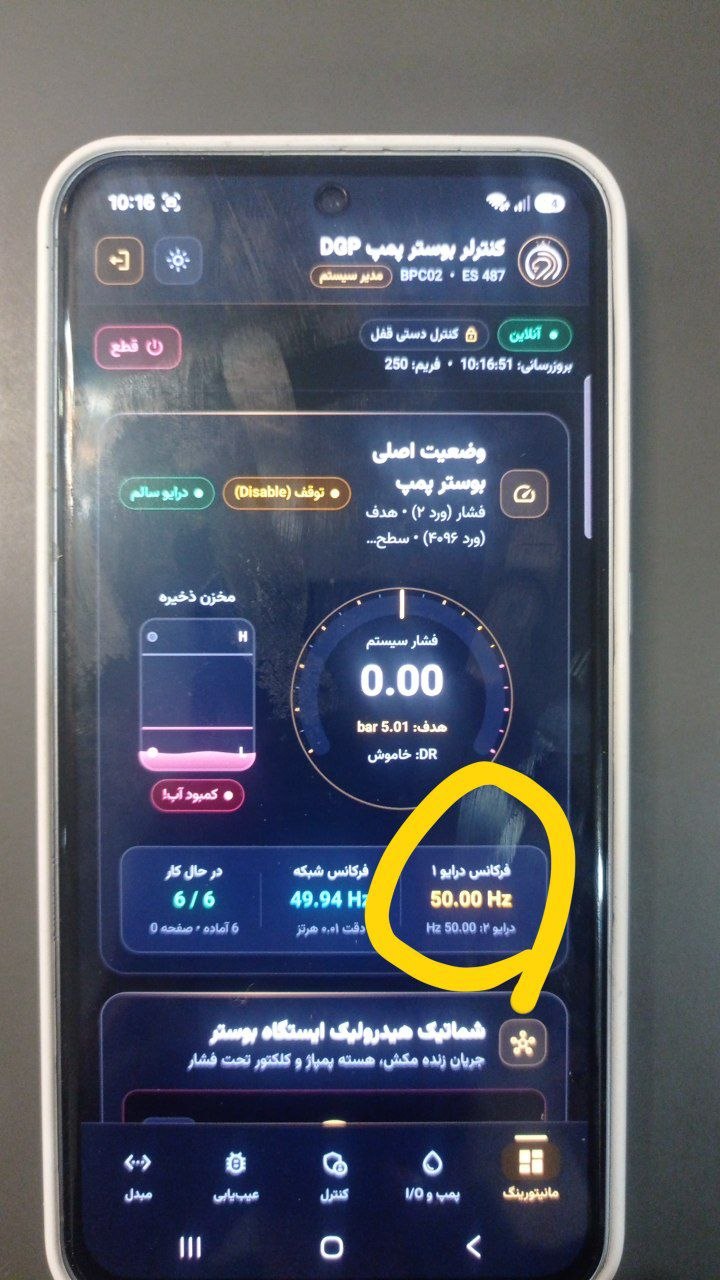 10:16
کنترلر بوستر پمپ DGP
BPC02 • ES 487 مدیر سیستم
آنلاین
کنترل دستی قفل
قطع
بروزرسانی: 10:16:51 • فریم: 250
وضعیت اصلی
بوستر پمپ
درایو سالم
توقف (Disable)
فشار (ورد ۲) • هدف
(ورد ۴۰۹۶) • سطح...
مخزن ذخیره
H
L
کمبود آب!
فشار سیستم
0.00
هدف: 5.01 bar
DR: خاموش
فرکانس درایو ۱
50.00 Hz
درایو ۲: 50.00 Hz
فرکانس شبکه
49.94 Hz
دقت ۰.۰۱ هرتز
در حال کار
6 / 6
6 آماده • صفحه 0
شماتیک هیدرولیک ایستگاه بوستر
جریان زنده مکش، هسته پمپاژ و کلکتور تحت فشار
مانیتورینگ
پمپ و I/O
کنترل
عیب‌یابی
مبدل